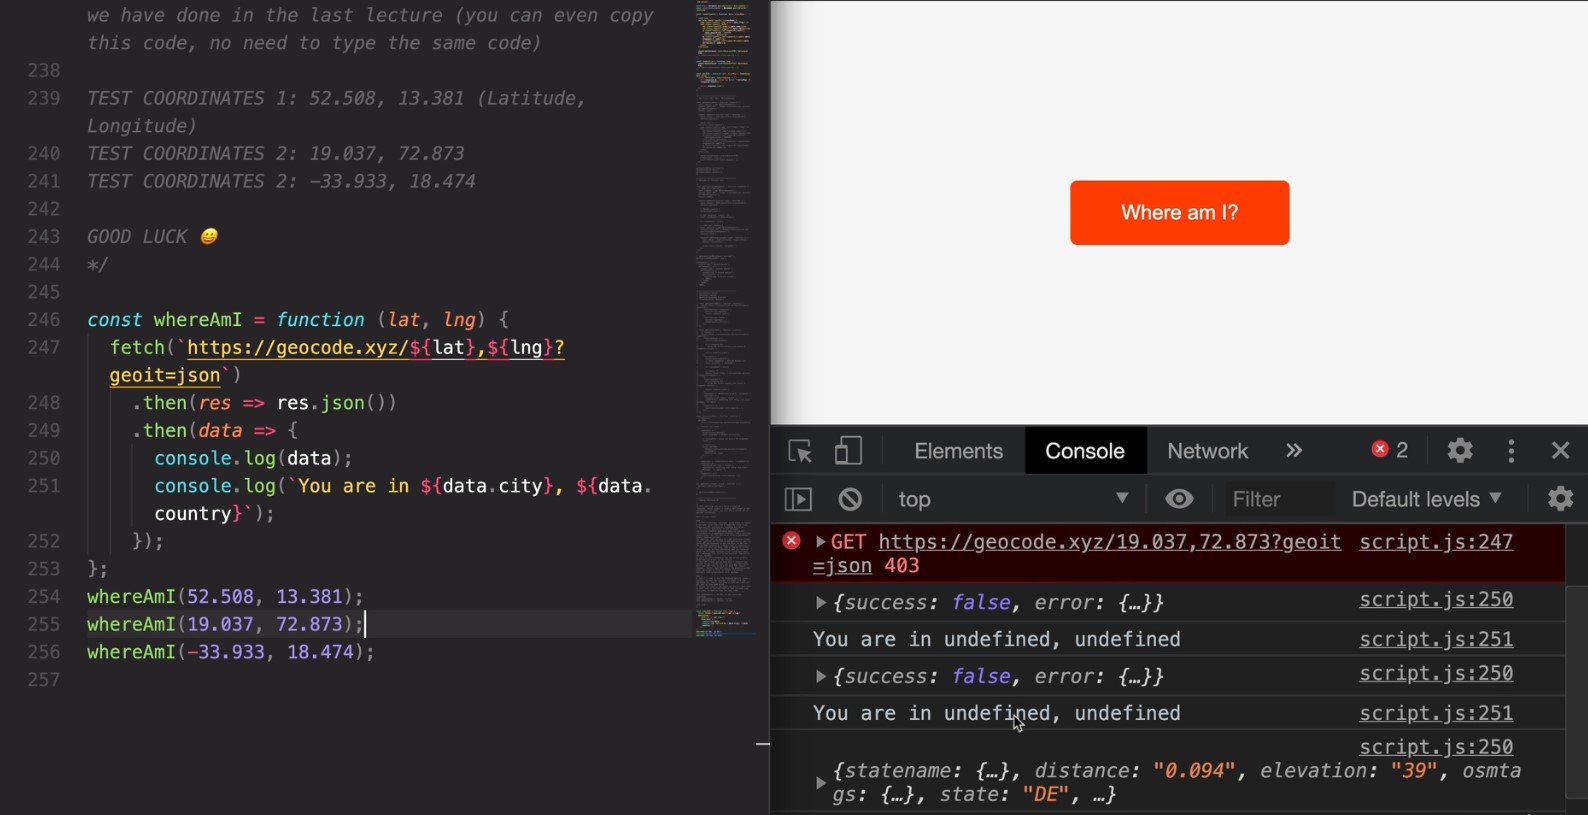 we have done in the last lecture (you can even copy
this code, no need to type the same code)
238
239 TEST COORDINATES 1: 52.508, 13.381 (Latitude,
Longitude)
240 TEST COORDINATES 2: 19.037, 72.873
241 TEST COORDINATES 2: -33.933, 18.474
242
243 GOOD LUCK 😀
244 */
245
246 const whereAmI = function (lat, lng) {
247 fetch(`https://geocode.xyz/${lat},${lng}?
geoit=json`)
248 .then(res => res.json())
249 .then(data => {
250 console.log(data);
251 console.log(`You are in ${data.city}, ${data.
country}`);
252 });
253 };
254 whereAmI(52.508, 13.381);
255 whereAmI(19.037, 72.873);
256 whereAmI(-33.933, 18.474);
257
Where am I?
Elements Console Network » 2
top Filter Default levels ▼
GET https://geocode.xyz/19.037,72.873?geoit script.js:247
=json 403
{success: false, error: {…}} script.js:250
You are in undefined, undefined script.js:251
{success: false, error: {…}} script.js:250
You are in undefined, undefined script.js:251
script.js:250
{statename: {…}, distance: "0.094", elevation: "39", osmta
gs: {…}, state: "DE", …}